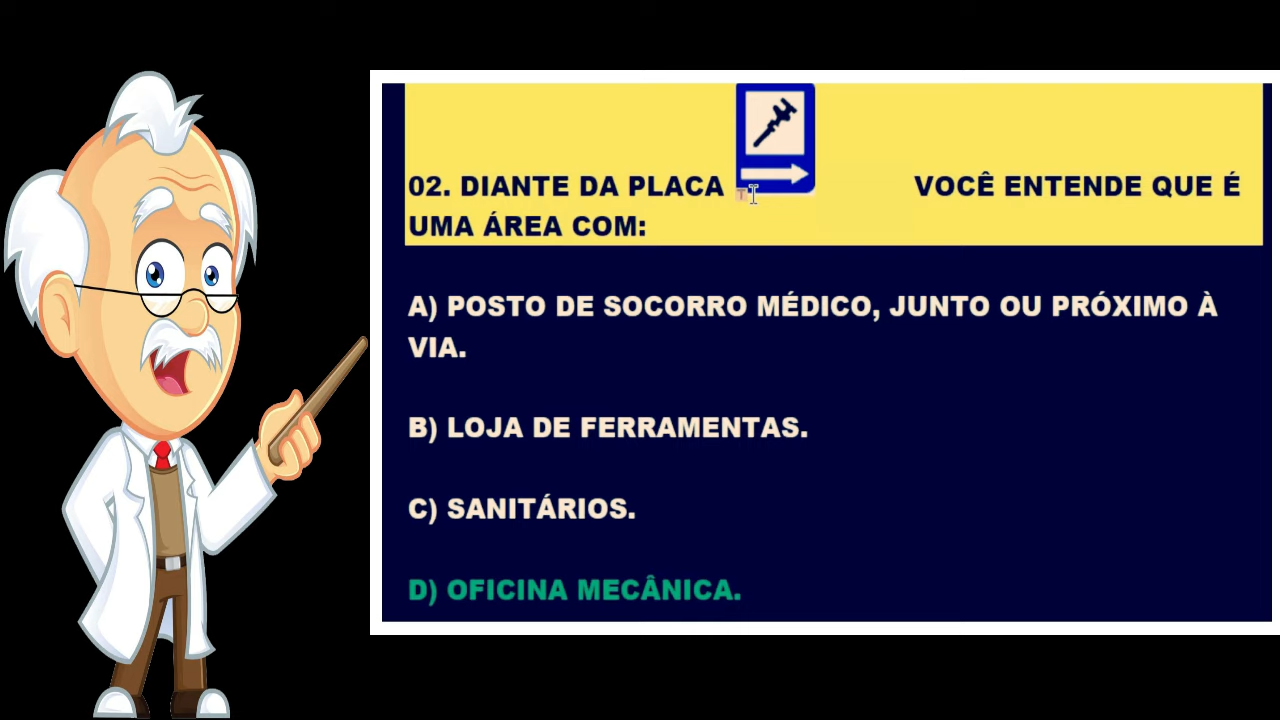 02. DIANTE DA PLACA VOCÊ ENTENDE QUE É
UMA ÁREA COM:
A) POSTO DE SOCORRO MÉDICO, JUNTO OU PRÓXIMO À
VIA.
B) LOJA DE FERRAMENTAS.
C) SANITÁRIOS.
D) OFICINA MECÂNICA.